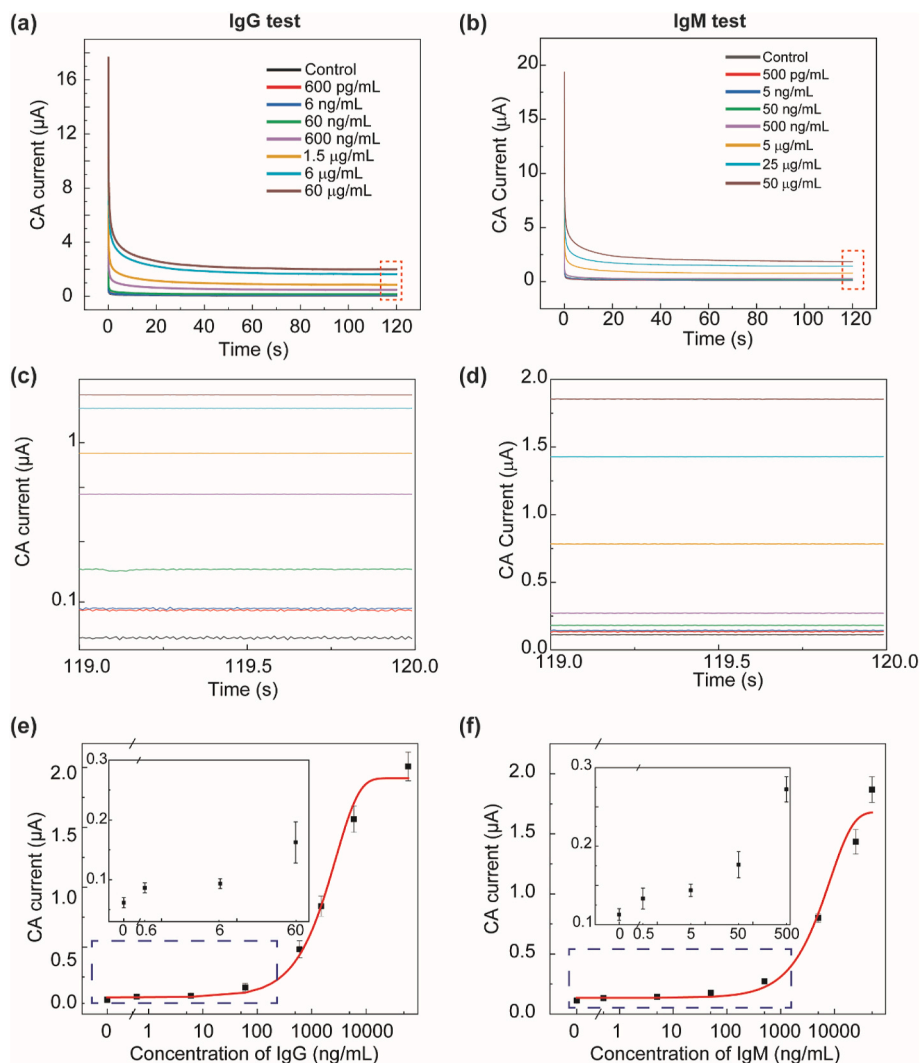 (a)
IgG test
CA current (µA)
16
12
8
4
0
Control
600 pg/mL
6 ng/mL
60 ng/mL
600 ng/mL
1.5 µg/mL
6 µg/mL
60 µg/mL
0 20 40 60 80 100 120
Time (s)
(b)
IgM test
CA Current (µA)
20
15
10
5
0
Control
500 pg/mL
5 ng/mL
50 ng/mL
500 ng/mL
5 µg/mL
25 µg/mL
50 µg/mL
0 20 40 60 80 100 120
Time (s)
(c)
CA current (µA)
1
0.1
119.0 119.5 120.0
Time (s)
(d)
CA Current (µA)
2.0
1.5
1.0
0.5
0.0
119.0 119.5 120.0
Time (s)
(e)
CA current (µA)
2.0
1.5
1.0
0.5
0.0
0.3
0.2
0.1
0 0.6 6 60
0 1 10 100 1000 10000
Concentration of IgG (ng/mL)
(f)
CA current (µA)
2.0
1.5
1.0
0.5
0.0
0.3
0.1
0 0.5 5 50 500
0 1 10 100 1000 10000
Concentration of IgM (ng/mL)